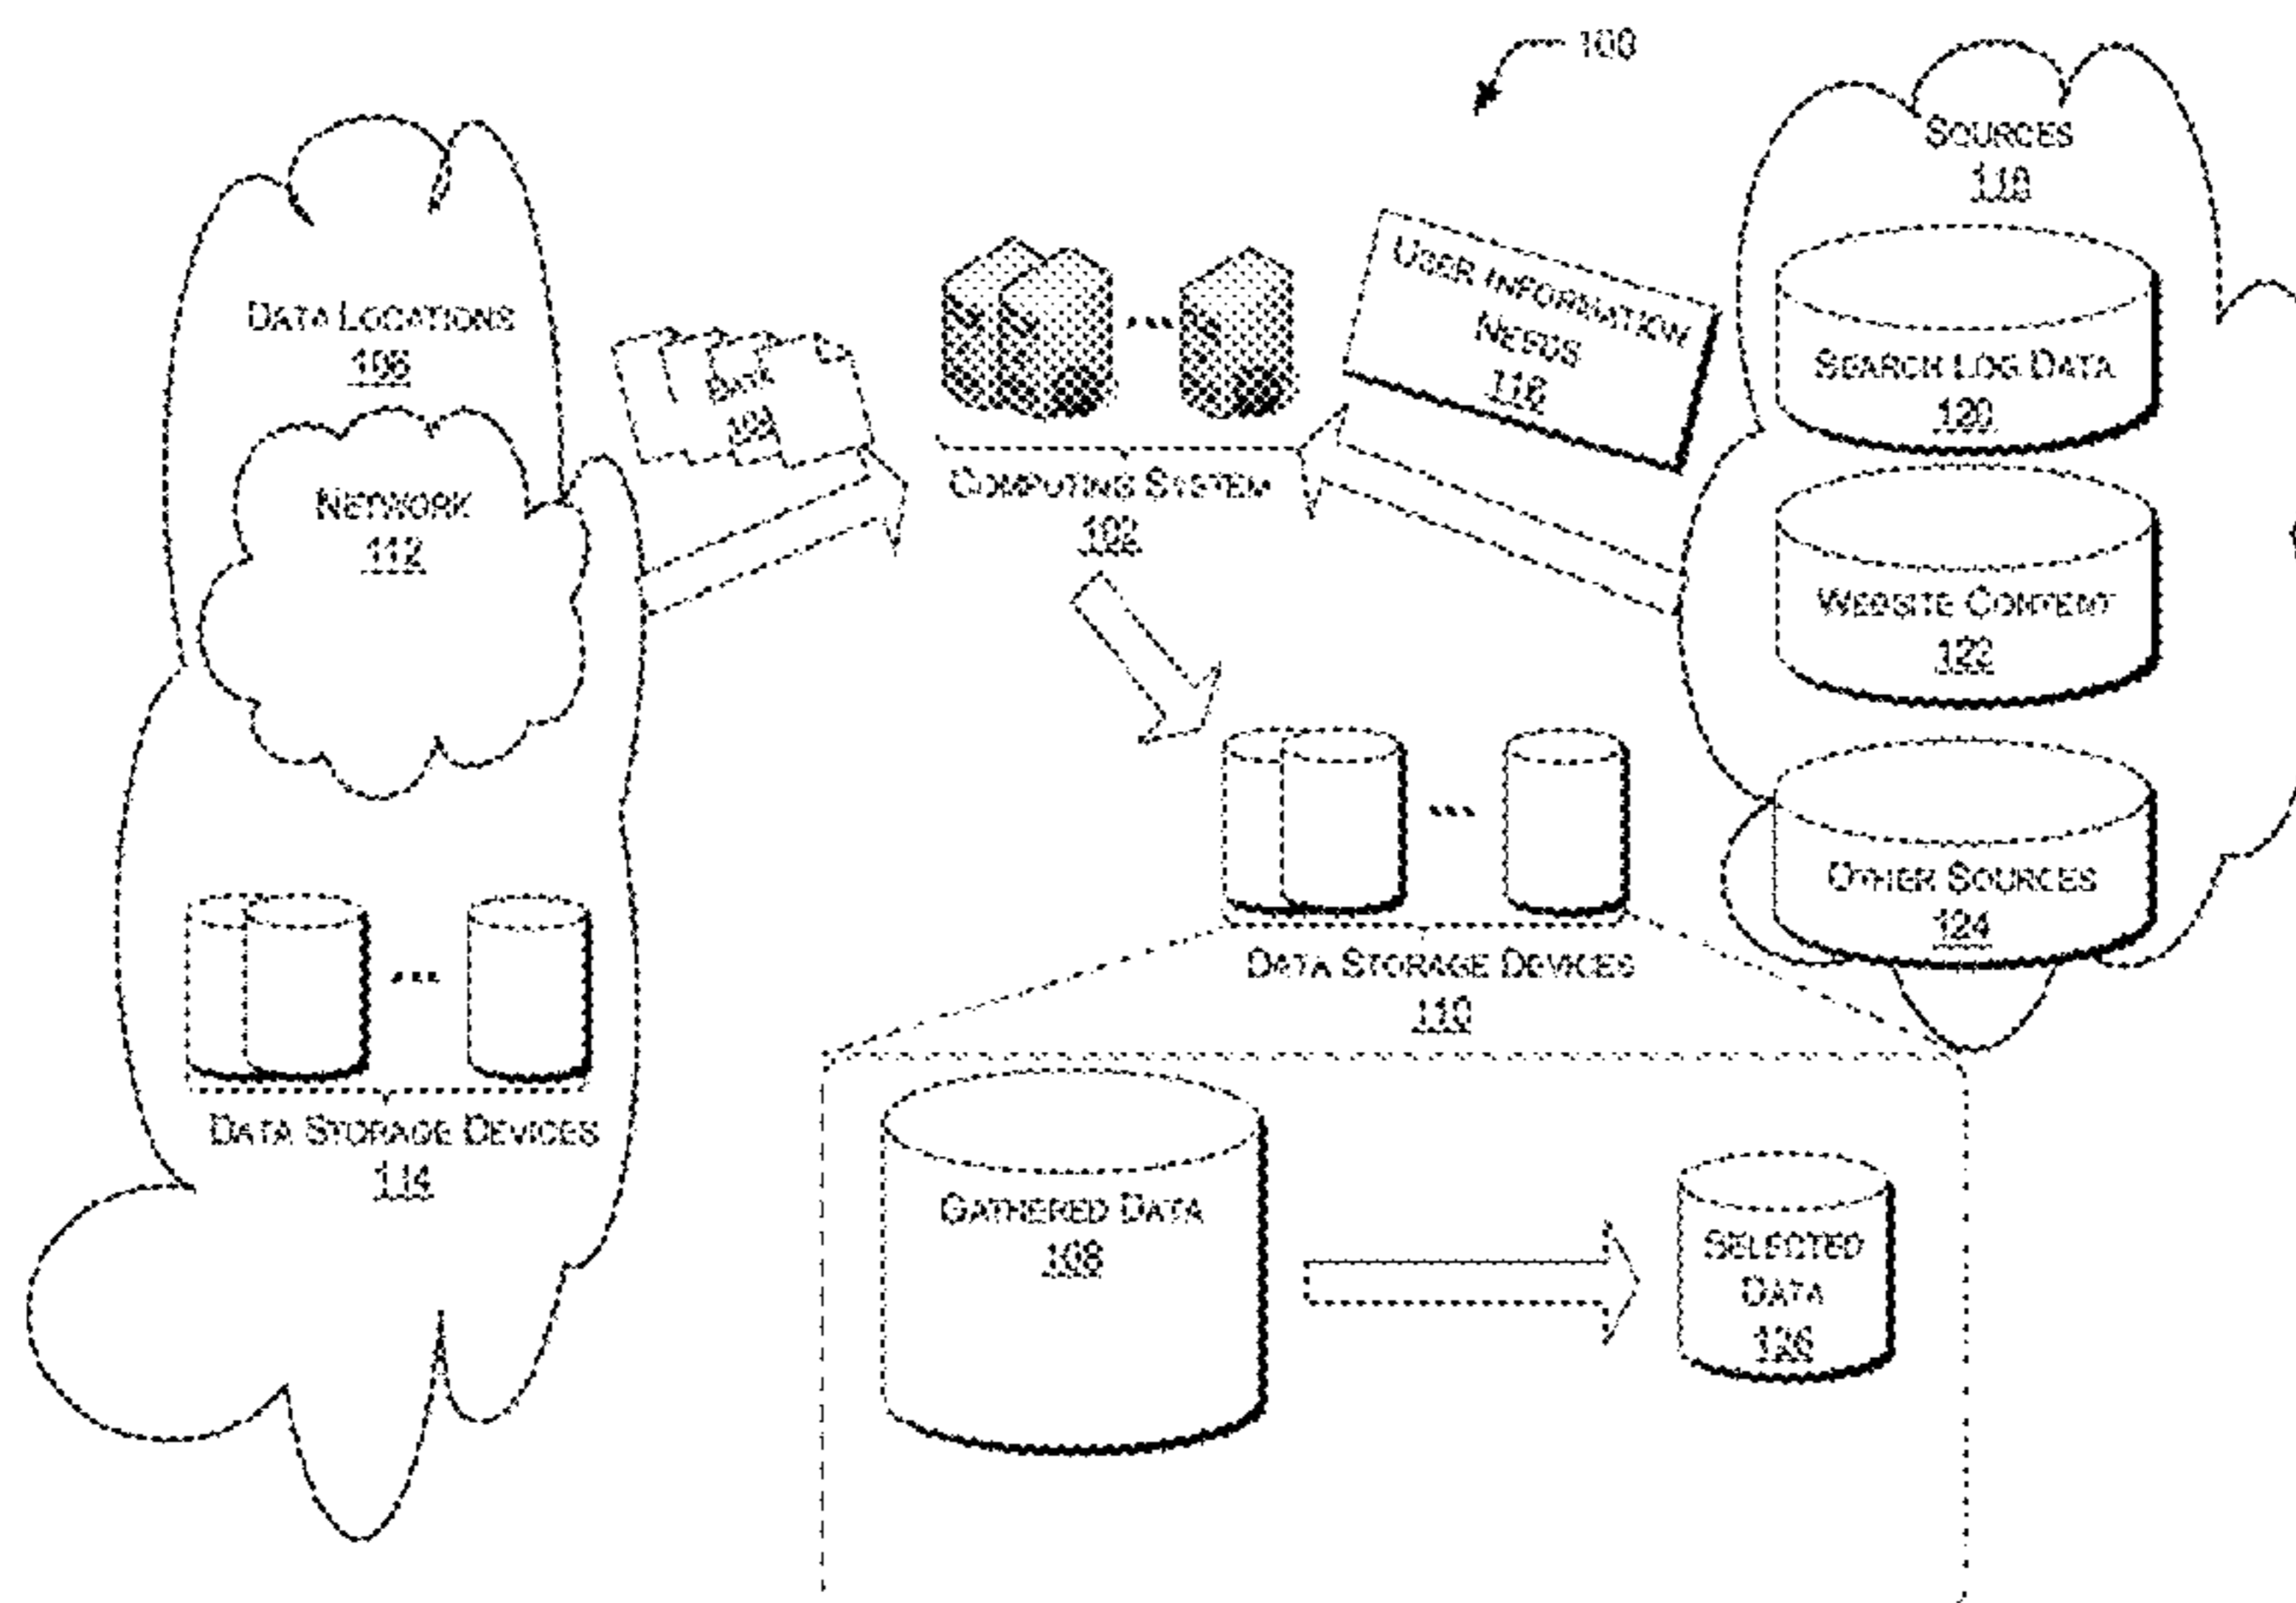 100
SOURCES
118
DATA LOCATIONS
106
DATA
USER INFORMATION
NEEDS
116
SEARCH LOG DATA
120
COMPUTING SYSTEM
102
NETWORK
112
WEBSITE CONTENT
122
OTHER SOURCES
124
...
DATA STORAGE DEVICES
110
...
DATA STORAGE DEVICES
114
GATHERED DATA
108
SELECTED
DATA
126